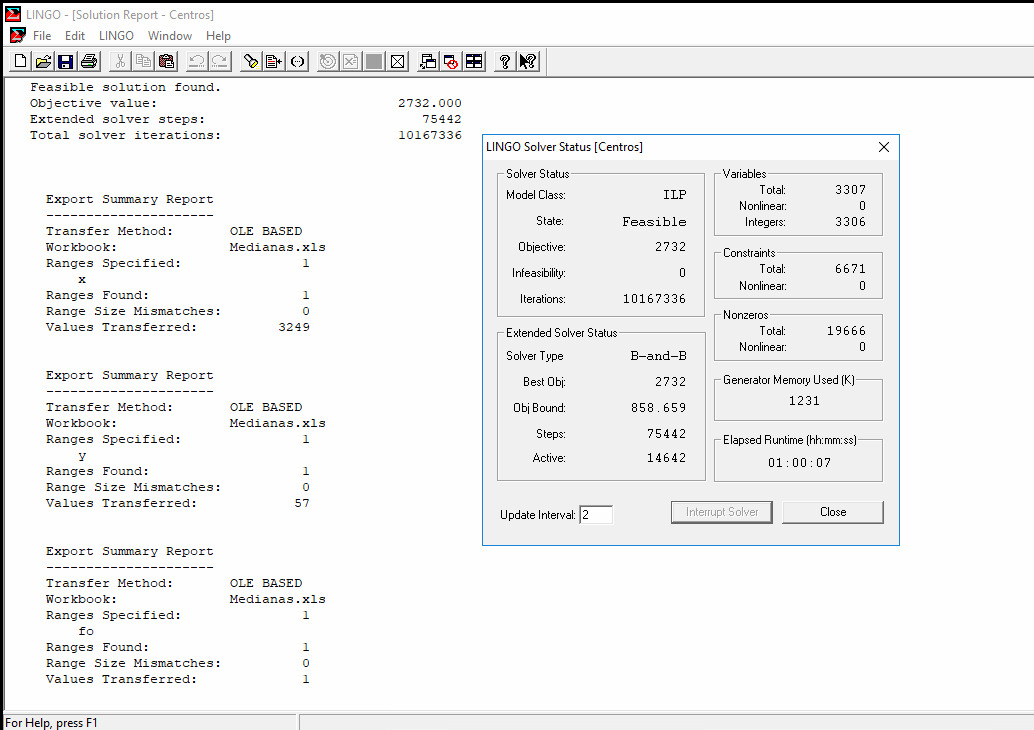 LINGO - [Solution Report - Centros]
File Edit LINGO Window Help
Feasible solution found.
Objective value: 2732.000
Extended solver steps: 75442
Total solver iterations: 10167336
Export Summary Report
---------------------
Transfer Method: OLE BASED
Workbook: Medianas.xls
Ranges Specified: 1
x
Ranges Found: 1
Range Size Mismatches: 0
Values Transferred: 3249
Export Summary Report
---------------------
Transfer Method: OLE BASED
Workbook: Medianas.xls
Ranges Specified: 1
y
Ranges Found: 1
Range Size Mismatches: 0
Values Transferred: 57
Export Summary Report
---------------------
Transfer Method: OLE BASED
Workbook: Medianas.xls
Ranges Specified: 1
fo
Ranges Found: 1
Range Size Mismatches: 0
Values Transferred: 1
LINGO Solver Status [Centros]
Solver Status
Model Class: ILP
State: Feasible
Objective: 2732
Infeasibility: 0
Iterations: 10167336
Extended Solver Status
Solver Type B-and-B
Best Obj: 2732
Obj Bound: 858.659
Steps: 75442
Active: 14642
Variables
Total: 3307
Nonlinear: 0
Integers: 3306
Constraints
Total: 6671
Nonlinear: 0
Nonzeros
Total: 19666
Nonlinear: 0
Generator Memory Used (K)
1231
Elapsed Runtime (hh:mm:ss)
01:00:07
Update Interval: 2
Interrupt Solver
Close
For Help, press F1